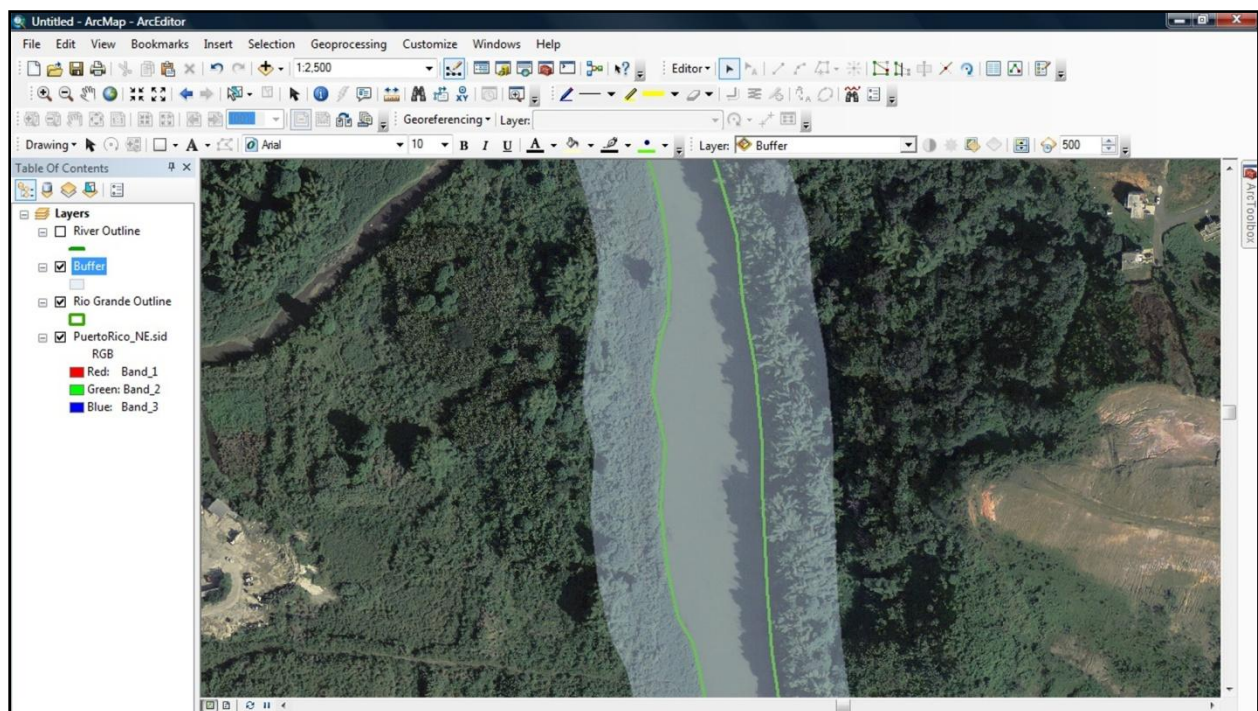 Untitled - ArcMap - ArcEditor
File Edit View Bookmarks Insert Selection Geoprocessing Customize Windows Help
1:2,500 Editor
Georeferencing Layer:
Drawing A Arial 10 B I U A Layer: Buffer 500
Table Of Contents
ArcToolbox
Layers
River Outline
Buffer
Rio Grande Outline
PuertoRico_NE.sid
RGB
Red: Band_1
Green: Band_2
Blue: Band_3